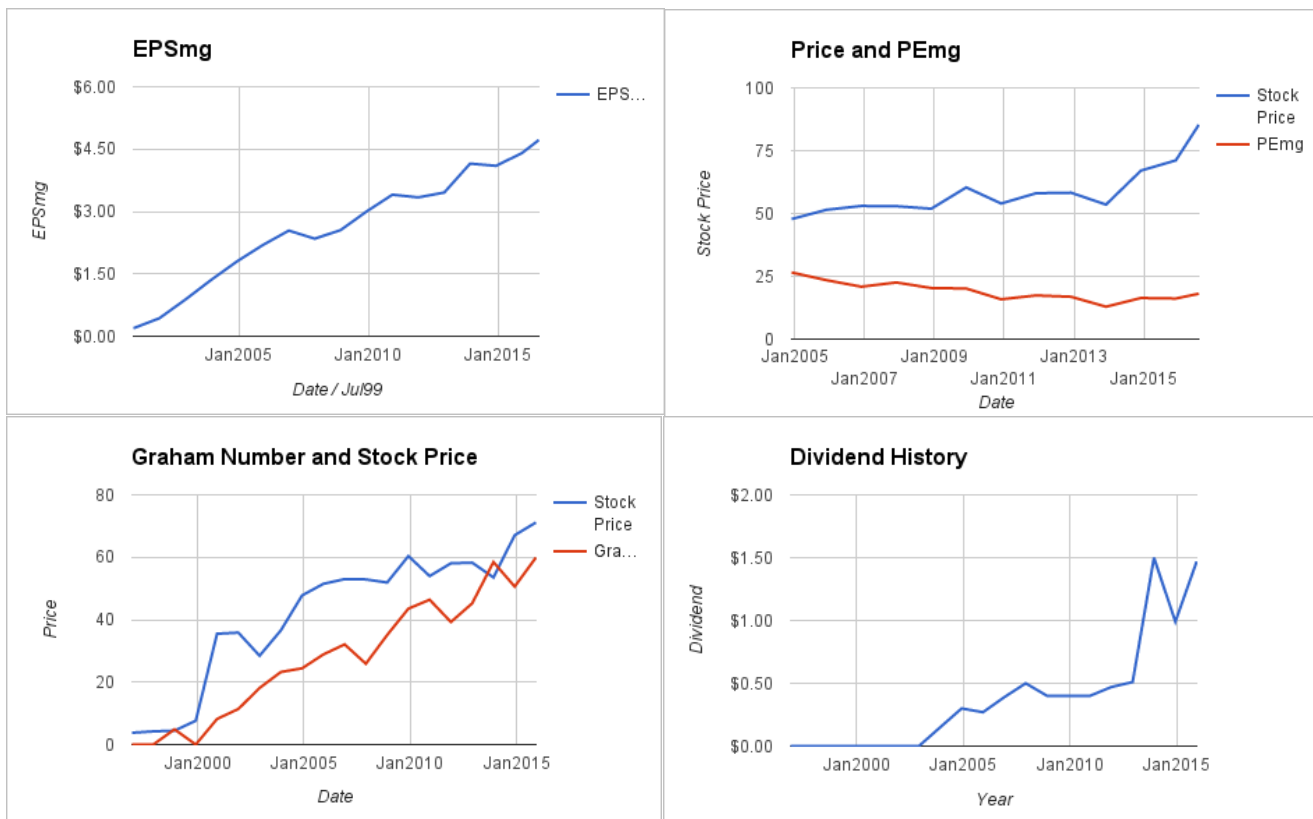 EPSmg
$6.00
$4.50
$3.00
$1.50
$0.00
EPSmg
Jan2005
Jan2010
Jan2015
Date / Jul99
EPS…
Price and PEmg
100
75
50
25
0
Stock Price
Jan2005
Jan2007
Jan2009
Jan2011
Jan2013
Jan2015
Date
Stock
Price
PEmg
Graham Number and Stock Price
80
60
40
20
0
Price
Jan2000
Jan2005
Jan2010
Jan2015
Date
Stock
Price
Gra…
Dividend History
$2.00
$1.50
$1.00
$0.50
$0.00
Dividend
Jan2000
Jan2005
Jan2010
Jan2015
Year